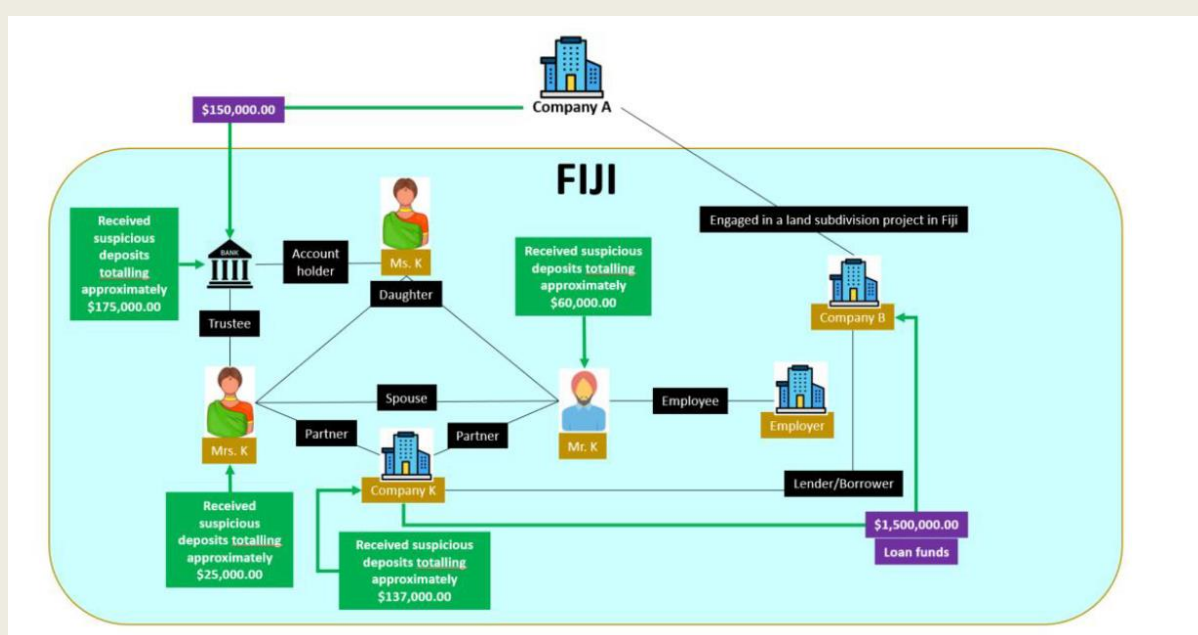 Company A
$150,000.00
FIJI
Engaged in a land subdivision project in Fiji
Received
suspicious
deposits
totalling
approximately
$175,000.00
BANK
Account
holder
Ms. K
Daughter
Received suspicious
deposits totalling
approximately
$60,000.00
Company B
Trustee
Spouse
Employee
Employer
Partner
Partner
Mrs. K
Mr. K
Company K
Lender/Borrower
Received
suspicious
deposits totalling
approximately
$25,000.00
Received suspicious
deposits totalling
approximately
$137,000.00
$1,500,000.00
Loan funds